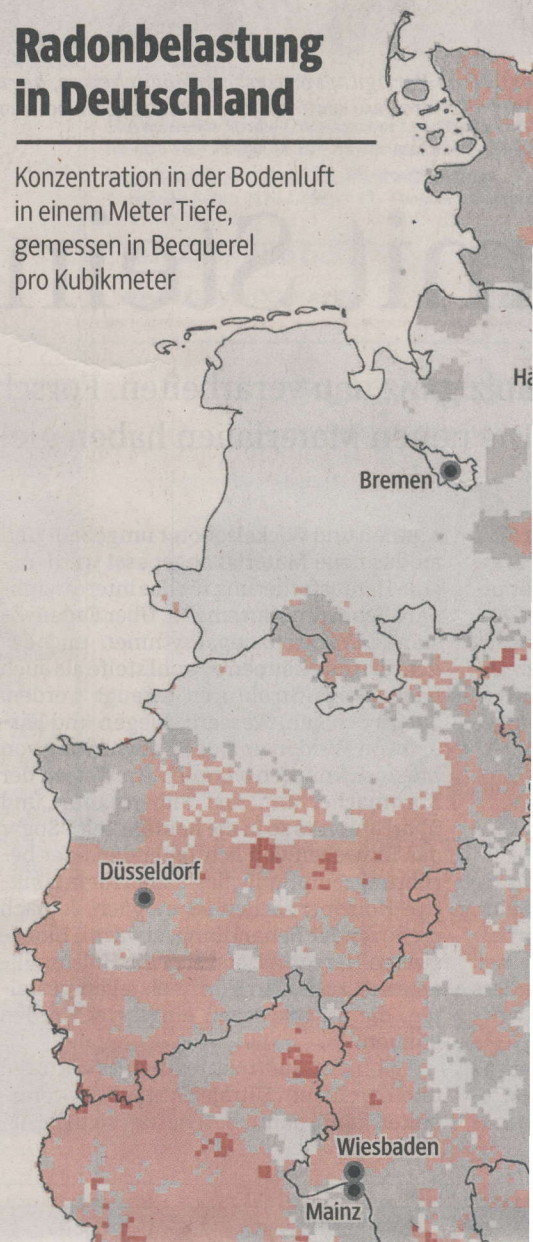 Radonbelastung
in Deutschland
Konzentration in der Bodenluft
in einem Meter Tiefe,
gemessen in Becquerel
pro Kubikmeter
Bremen
Düsseldorf
Wiesbaden
Mainz